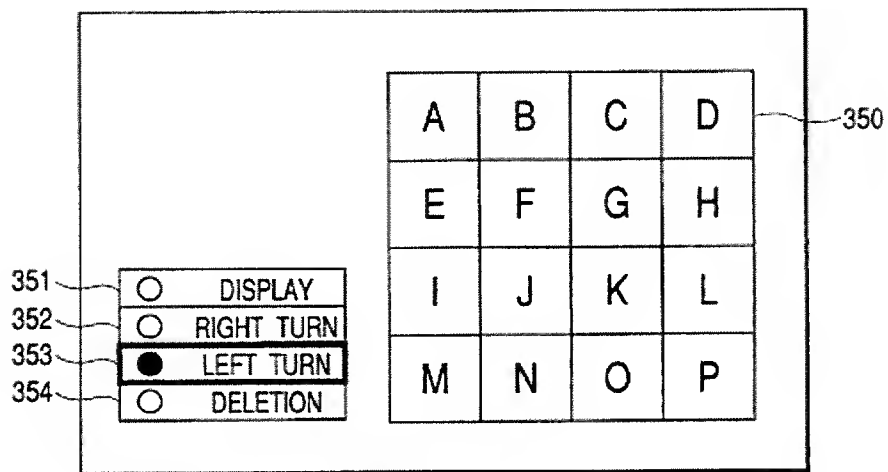 A B C D
350
E F G H
351 DISPLAY
I J K L
352 RIGHT TURN
353 LEFT TURN
354 DELETION
M N O P